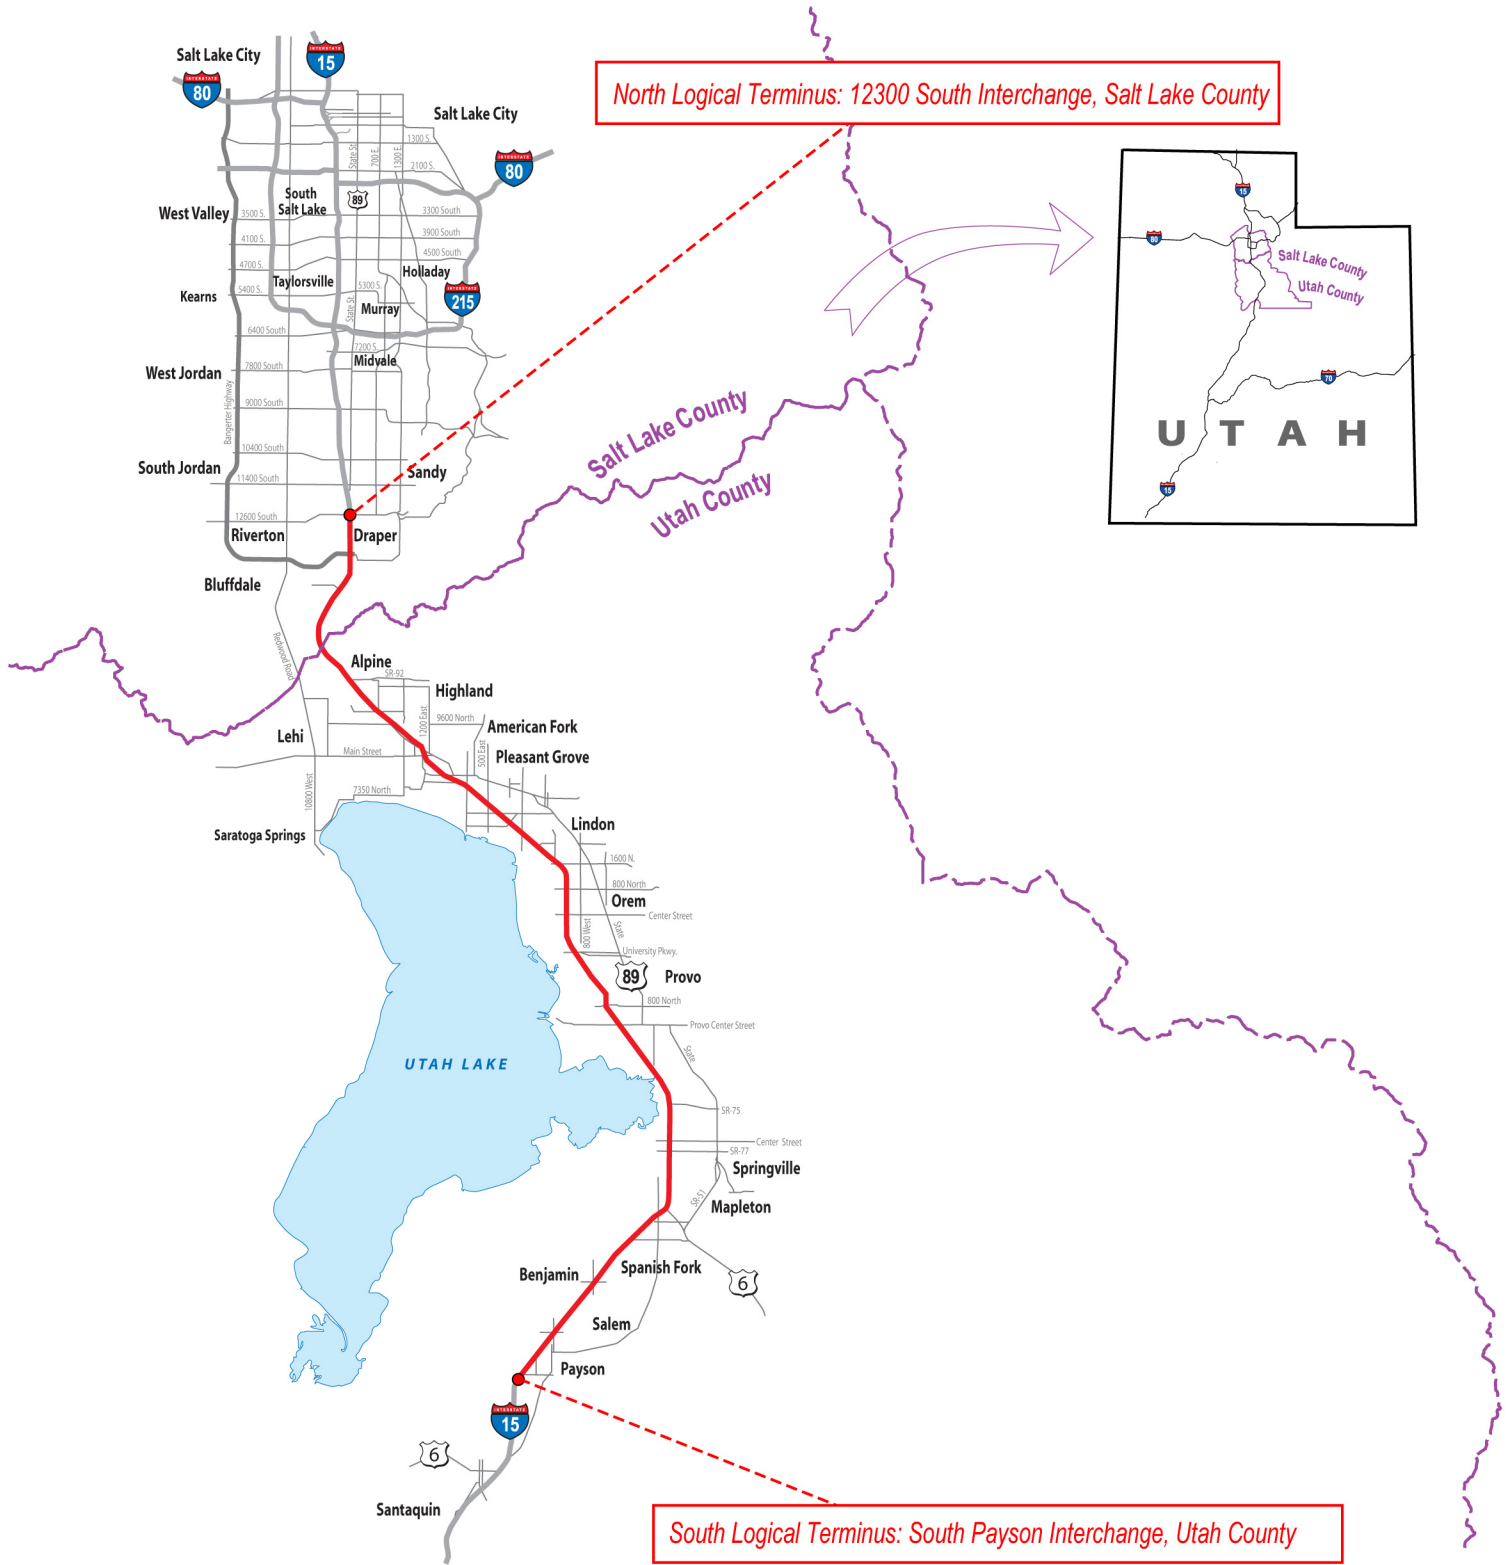 Salt Lake City
INTERSTATE
15
INTERSTATE
80
North Logical Terminus: 12300 South Interchange, Salt Lake County
Salt Lake City
1300 S.
State St.
700 E.
1300 E.
2100 S.
INTERSTATE
80
South
Salt Lake
89
West Valley
3500 S.
3300 South
4100 S.
3900 South
4500 South
4700 S.
Holladay
Taylorsville
Kearns
5400 S.
5300 S.
INTERSTATE
215
State St.
Murray
6400 South
7200 S.
Midvale
West Jordan
7800 South
Bangerter Highway
9000 South
10400 South
South Jordan
Sandy
11400 South
12600 South
Riverton
Draper
Bluffdale
Salt Lake County
Utah County
15
80
Salt Lake County
Utah County
70
UTAH
15
Redwood Road
Alpine
SR-92
Highland
1200 East
9600 North
American Fork
Lehi
Main Street
500 East
Pleasant Grove
10800 West
7350 North
Saratoga Springs
Lindon
1600 N.
800 North
Orem
Center Street
800 West
State
University Pkwy.
89
Provo
800 North
Provo Center Street
State
UTAH LAKE
SR-75
Center Street
SR-77
Springville
SR-51
Mapleton
Spanish Fork
Benjamin
6
Salem
Payson
INTERSTATE
15
6
Santaquin
South Logical Terminus: South Payson Interchange, Utah County